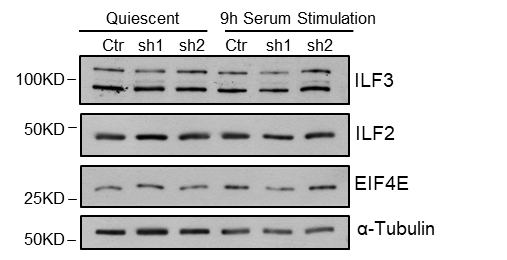 Quiescent 9h Serum Stimulation
Ctr sh1 sh2 Ctr sh1 sh2
100KD ILF3
50KD ILF2
EIF4E
25KD
α-Tubulin
50KD